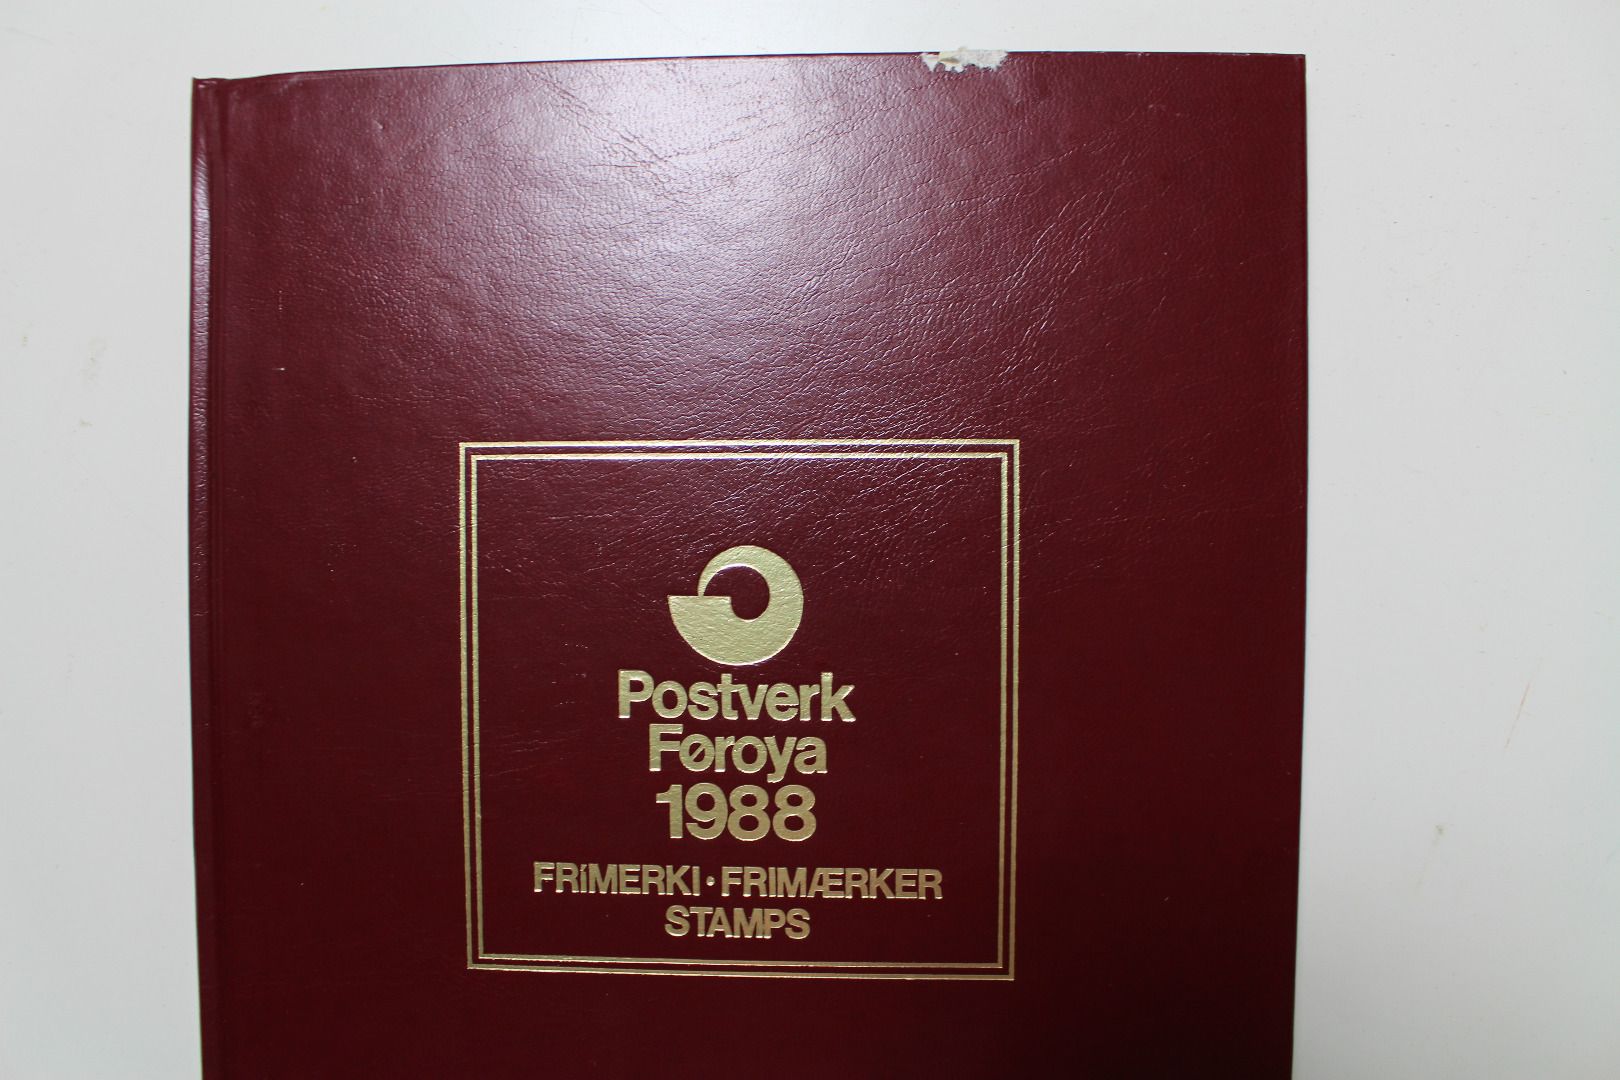 Postverk
Føroya
1988
FRíMERKI · FRIMÆRKER
STAMPS